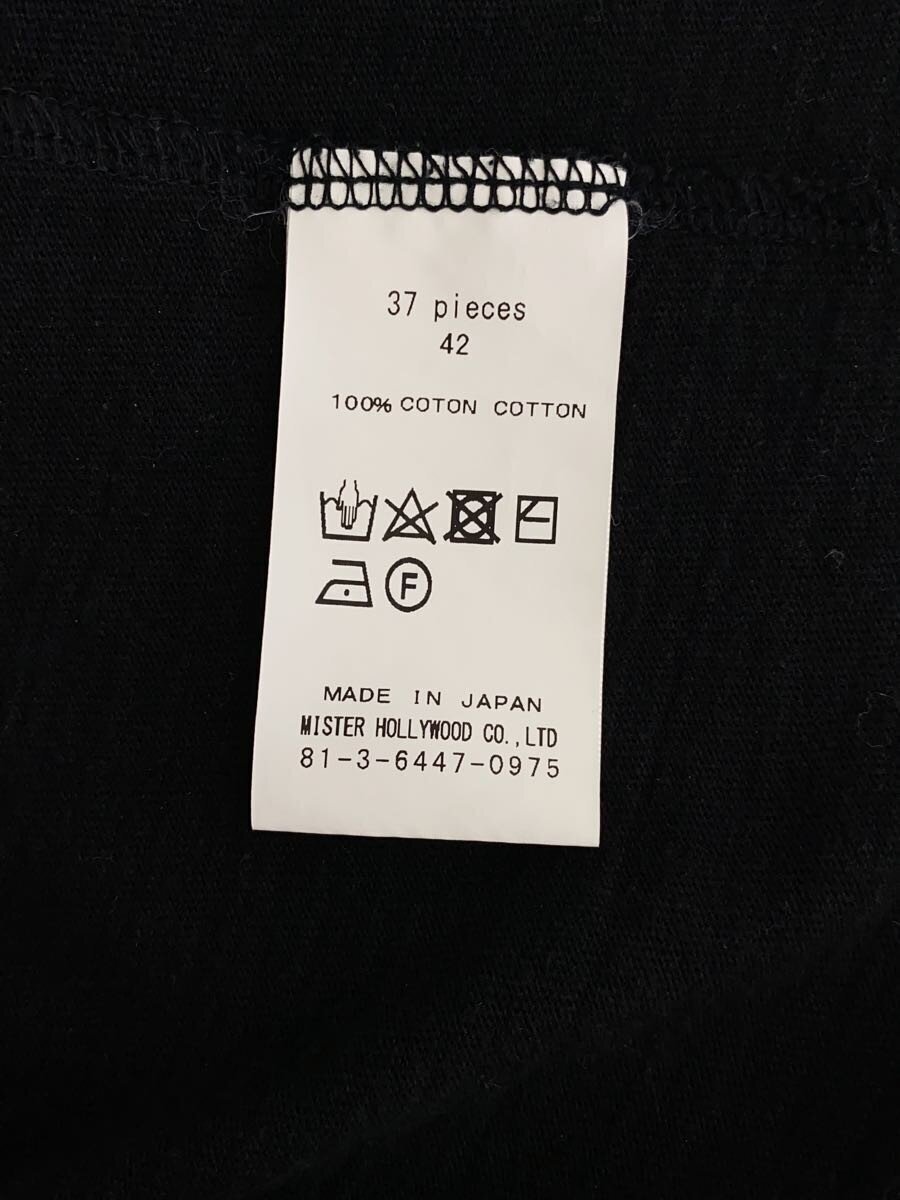 37 pieces
42
100% COTON COTTON
F
MADE IN JAPAN
MISTER HOLLYWOOD CO.,LTD
81-3-6447-0975